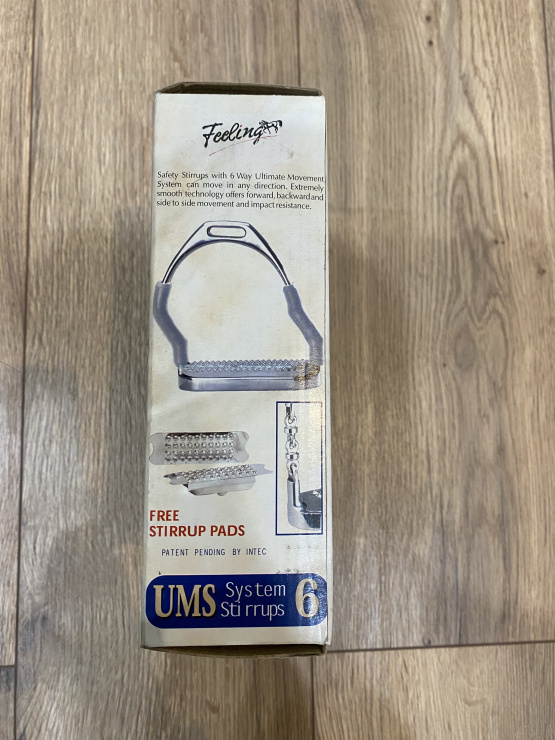 Feeling
Safety Stirrups with 6 Way Ultimate Movement
System can move in any direction. Extremely
smooth technology offers forward, backward and
side to side movement and impact resistance.
FREE
STIRRUP PADS
PATENT PENDING BY INTEC
UMS System Stirrups 6